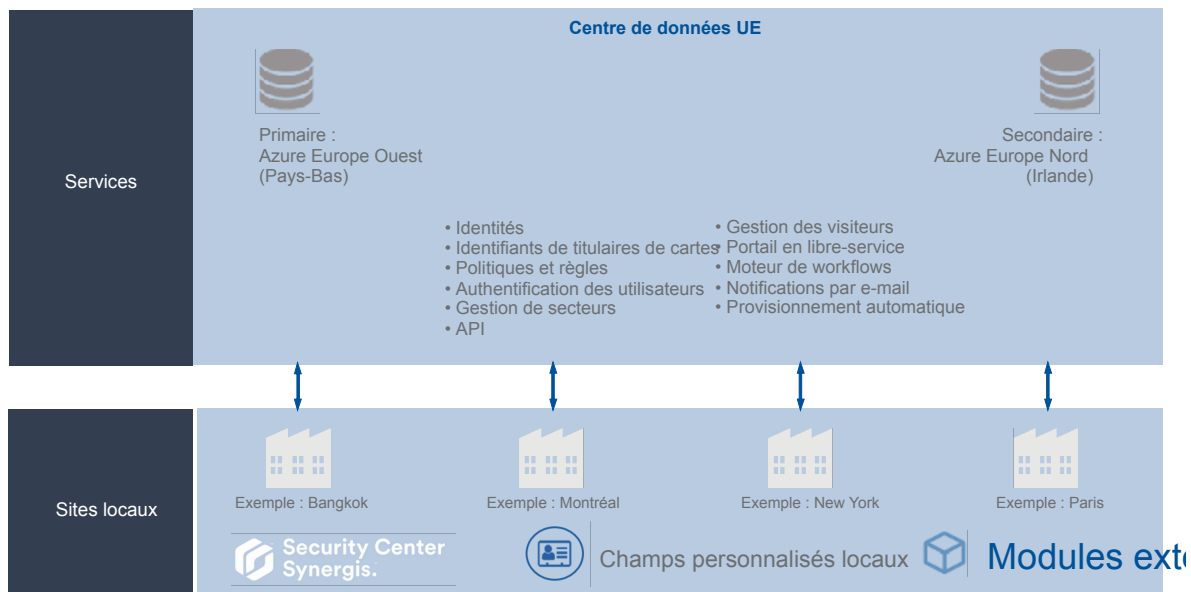 Centre de données UE
Services
Primaire :
Azure Europe Ouest
(Pays-Bas)
Secondaire :
Azure Europe Nord
(Irlande)
• Identités
• Identifiants de titulaires de cartes
• Politiques et règles
• Authentification des utilisateurs
• Gestion de secteurs
• API
• Gestion des visiteurs
• Portail en libre-service
• Moteur de workflows
• Notifications par e-mail
• Provisionnement automatique
Sites locaux
Exemple : Bangkok
Exemple : Montréal
Exemple : New York
Exemple : Paris
Security Center
Synergis.
Champs personnalisés locaux
Modules